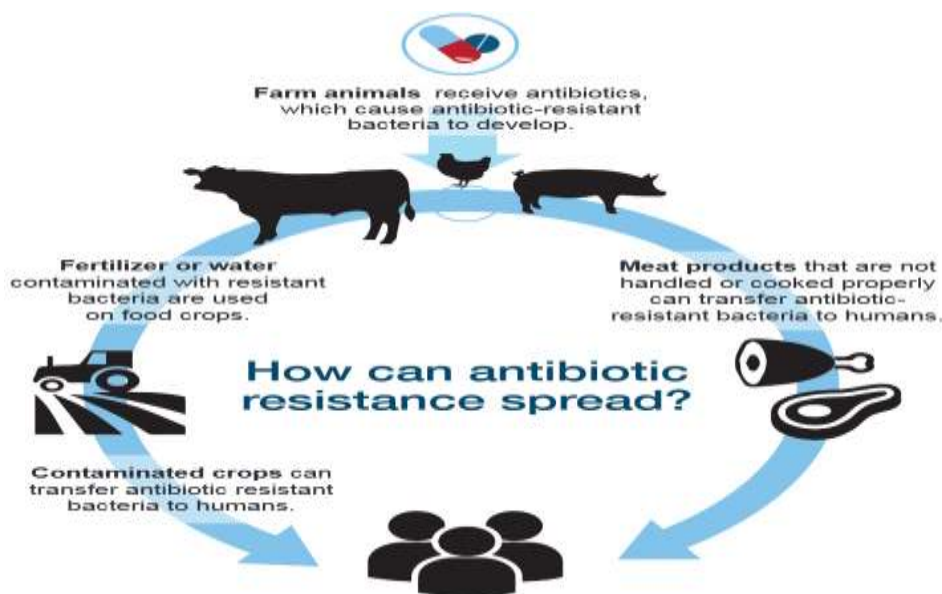 Farm animals receive antibiotics,
which cause antibiotic-resistant
bacteria to develop.
Fertilizer or water
contaminated with resistant
bacteria are used
on food crops.
Meat products that are not
handled or cooked properly
can transfer antibiotic-
resistant bacteria to humans.
How can antibiotic
resistance spread?
Contaminated crops can
transfer antibiotic resistant
bacteria to humans.